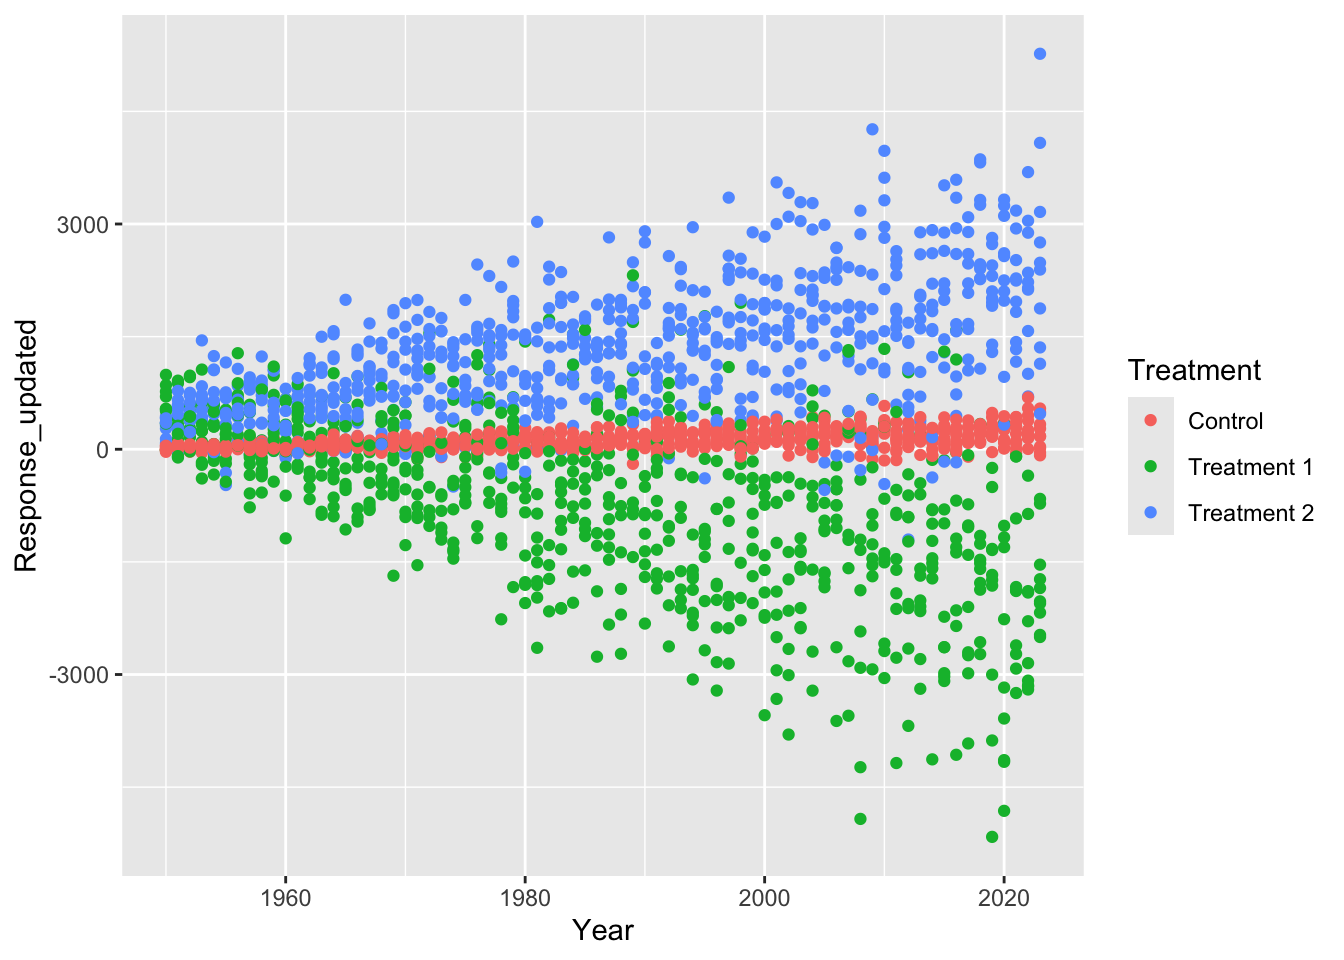 Response_updated
3000
0
-3000
1960
1980
2000
2020
Year
Treatment
Control
Treatment 1
Treatment 2